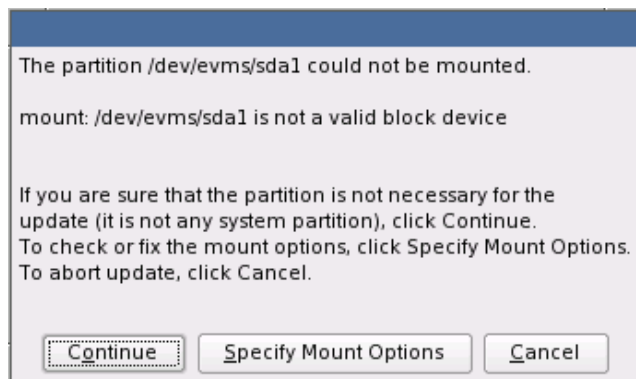 The partition /dev/evms/sda1 could not be mounted.
mount: /dev/evms/sda1 is not a valid block device
If you are sure that the partition is not necessary for the
update (it is not any system partition), click Continue.
To check or fix the mount options, click Specify Mount Options.
To abort update, click Cancel.
Continue Specify Mount Options Cancel